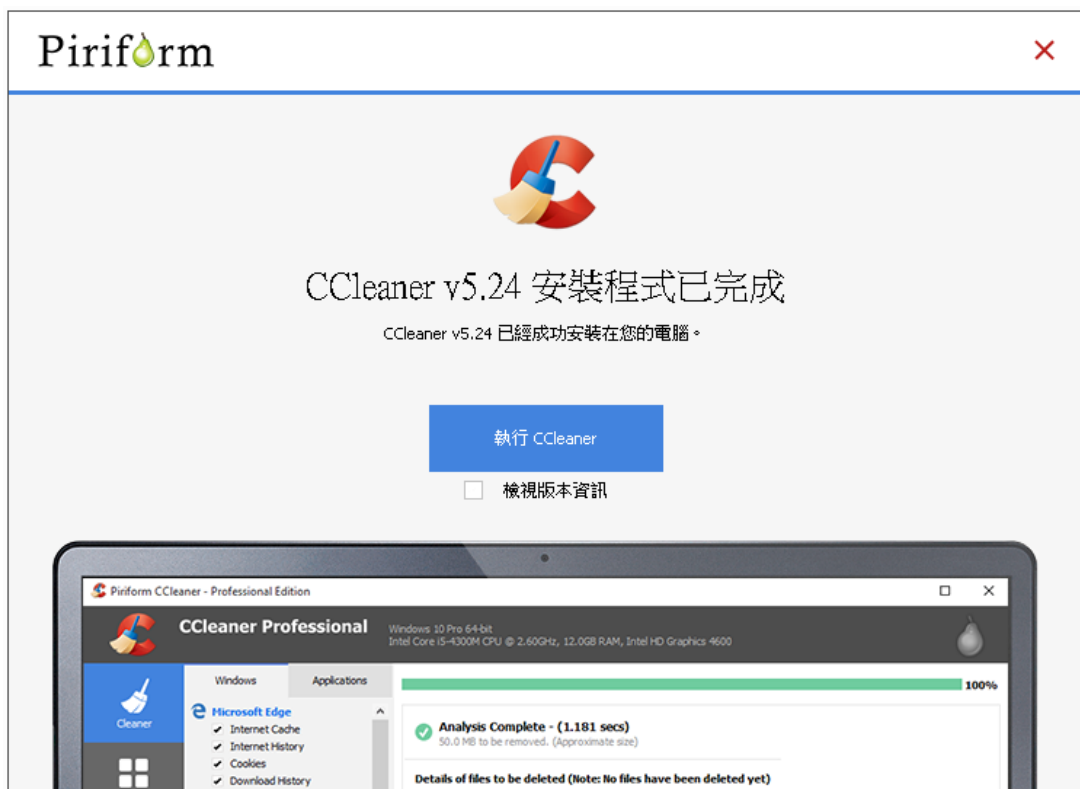 Piriform
CCleaner v5.24 安裝程式已完成
CCleaner v5.24 已經成功安裝在您的電腦。
執行 CCleaner
檢視版本資訊
Piriform CCleaner - Professional Edition
CCleaner Professional
Windows 10 Pro 64-bit
Intel Core i5-4300M CPU @ 2.60GHz, 12.0GB RAM, Intel HD Graphics 4600
Cleaner
Windows
Applications
100%
Microsoft Edge
Internet Cache
Internet History
Cookies
Download History
Analysis Complete - (1.181 secs)
50.0 MB to be removed. (Approximate size)
Details of files to be deleted (Note: No files have been deleted yet)